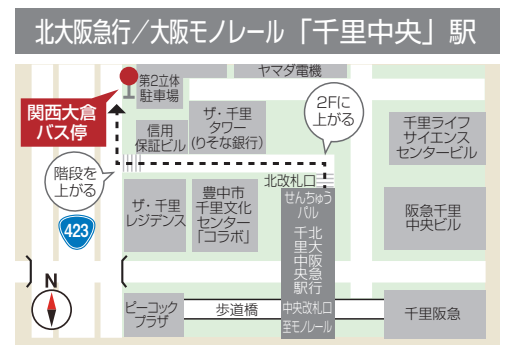 北大阪急行／大阪モノレール「千里中央」駅
ヤマダ電機
第2立体
駐車場
関西大倉
バス停
信用
保証ビル
ザ・千里
タワー
(りそな銀行)
2Fに
上がる
千里ライフ
サイエンス
センタービル
階段を
上がる
423
ザ・千里
レジデンス
豊中市
千里文化
センター
「コラボ」
北改札口
せんちゅう
パル
北大阪急行
千里中央駅
中央改札口
至モノレール
阪急千里
中央ビル
N
ピーコック
プラザ
歩道橋
千里阪急